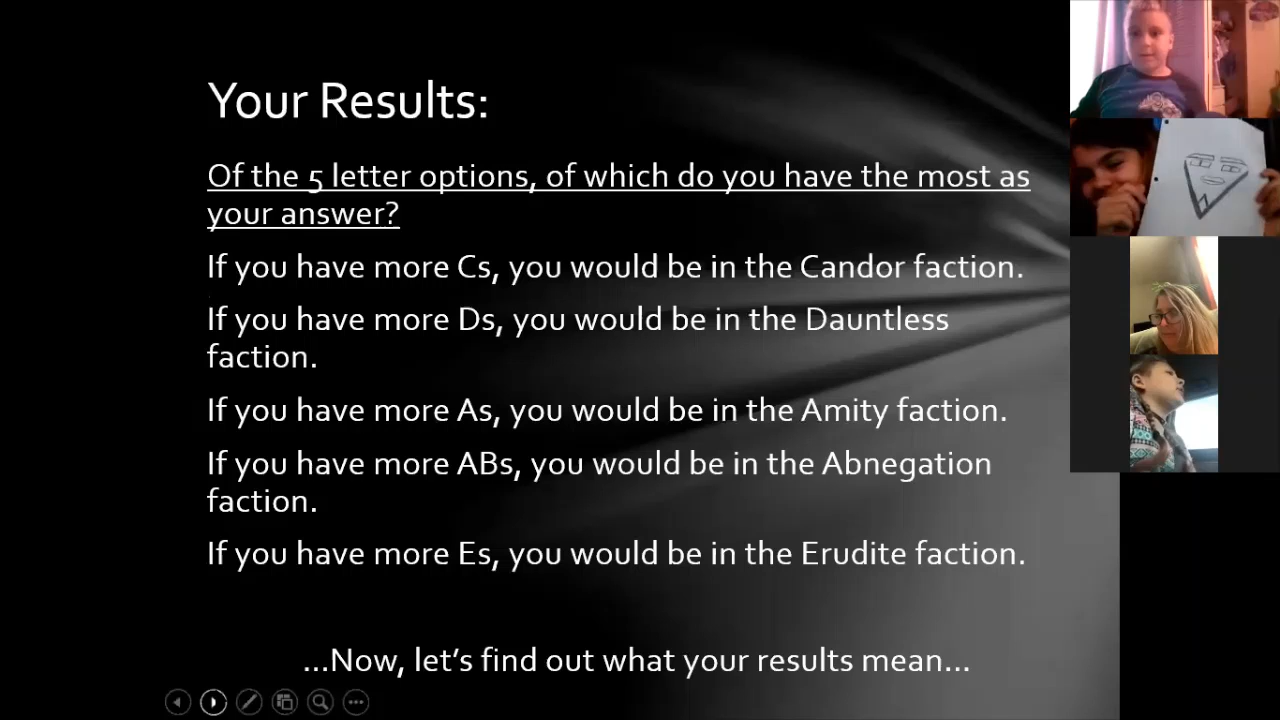 Your Results:
Of the 5 letter options, of which do you have the most as
your answer?
If you have more Cs, you would be in the Candor faction.
If you have more Ds, you would be in the Dauntless
faction.
If you have more As, you would be in the Amity faction.
If you have more ABs, you would be in the Abnegation
faction.
If you have more Es, you would be in the Erudite faction.
...Now, let's find out what your results mean...